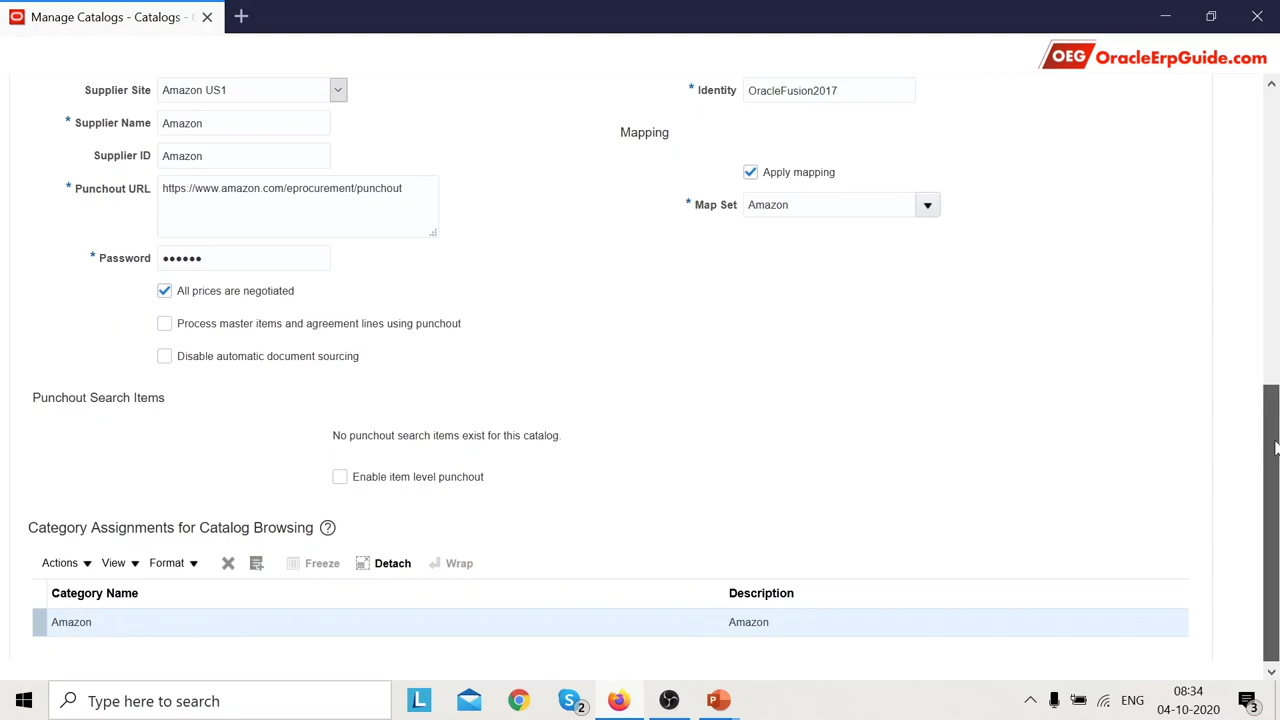 Manage Catalogs - Catalogs -
OEG OracleErpGuide.com
Supplier Site Amazon US1
* Supplier Name Amazon
Supplier ID Amazon
* Punchout URL https://www.amazon.com/eprocurement/punchout
* Password ●●●●●●
All prices are negotiated
Process master items and agreement lines using punchout
Disable automatic document sourcing
* Identity OracleFusion2017
Mapping
Apply mapping
* Map Set Amazon
Punchout Search Items
No punchout search items exist for this catalog.
Enable item level punchout
Category Assignments for Catalog Browsing ?
Actions View Format Freeze Detach Wrap
Category Name Description
Amazon Amazon
Type here to search L S 2 P ENG 08:34
04-10-2020 3